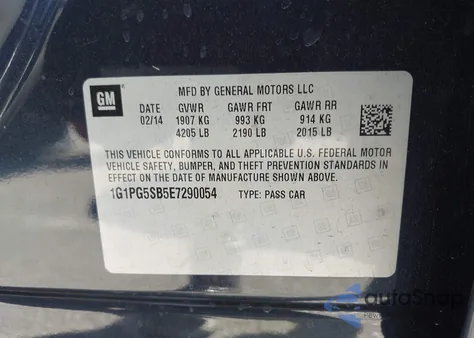 GM
MFD BY GENERAL MOTORS LLC
DATE GVWR GAWR FRT GAWR RR
02/14 1907 KG 993 KG 914 KG
4205 LB 2190 LB 2015 LB
THIS VEHICLE CONFORMS TO ALL APPLICABLE U.S. FEDERAL MOTOR
VEHICLE SAFETY, BUMPER, AND THEFT PREVENTION STANDARDS
IN EFFECT ON THE DATE OF MANUFACTURE SHOWN ABOVE.
1G1PG5SB5E7290054 TYPE: PASS CAR
autoSnap